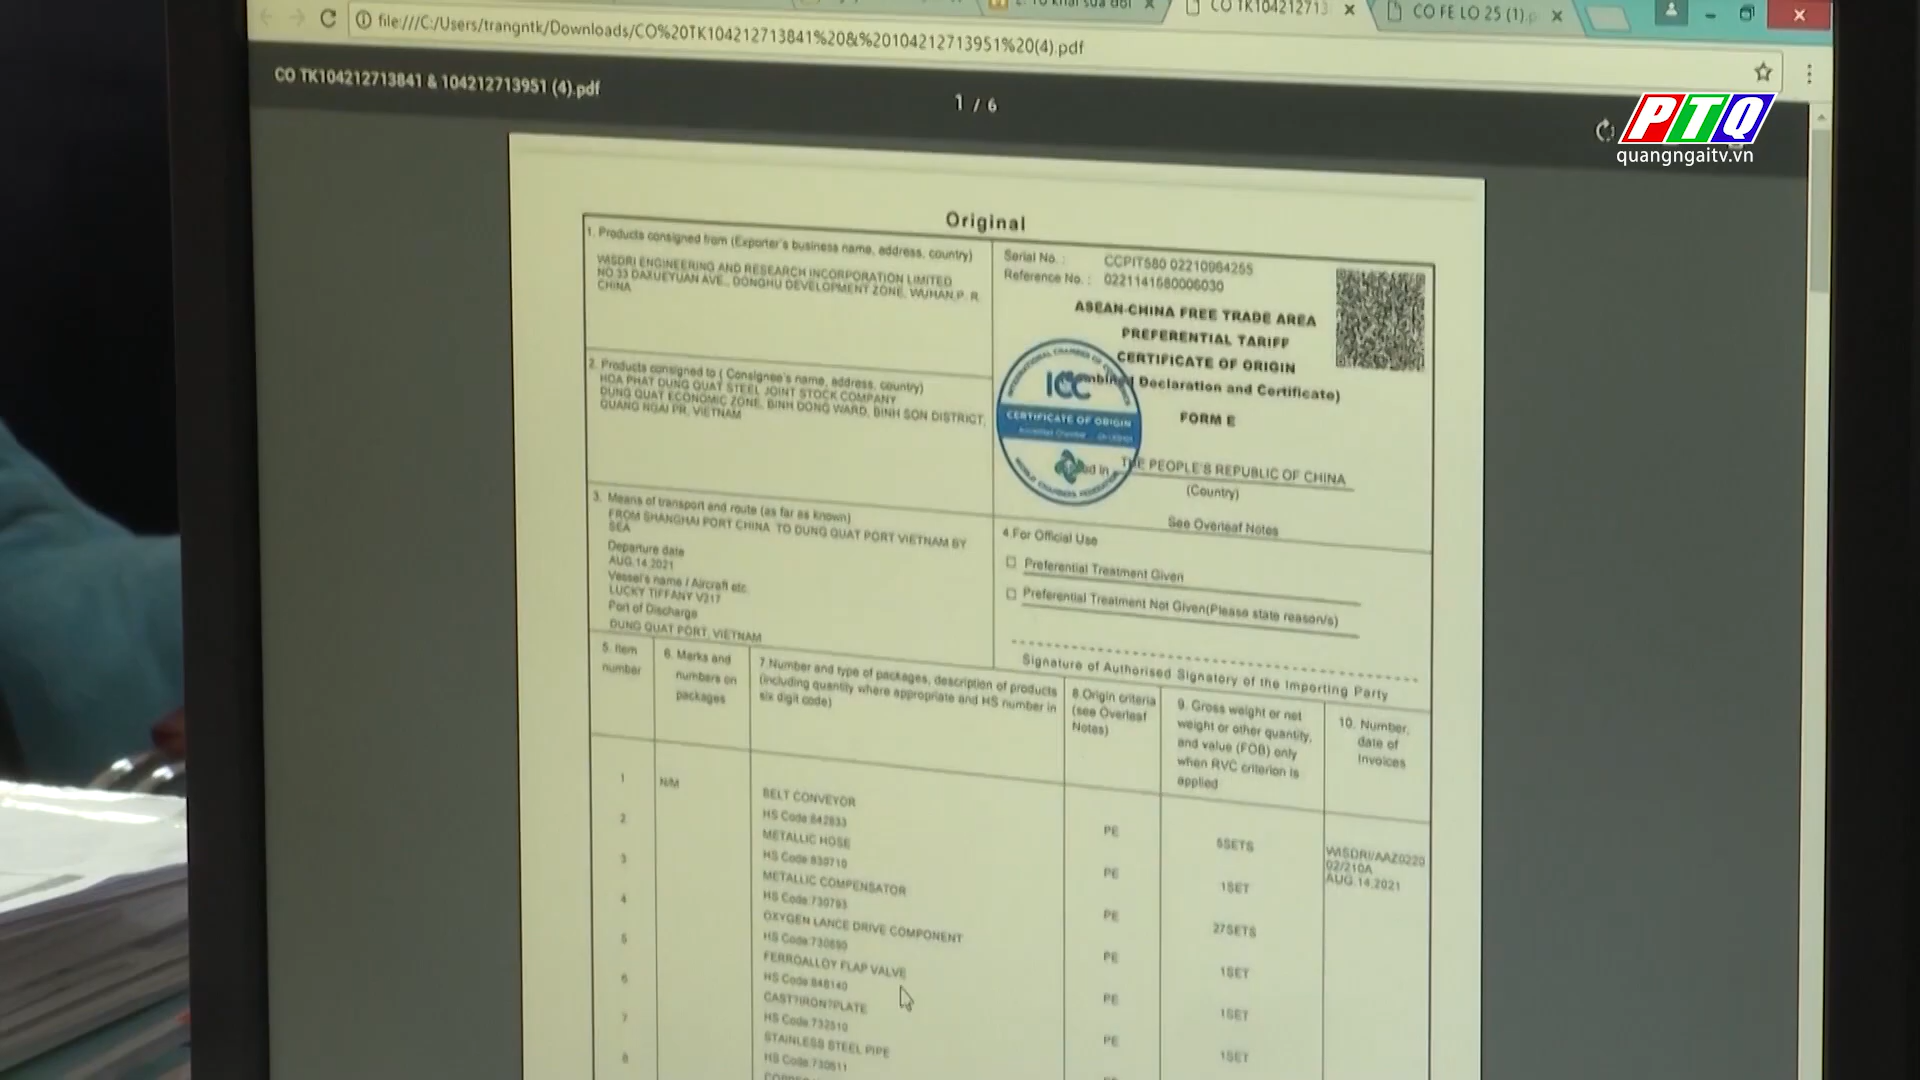 CO TK104212713
CO FE LO 25 (1).p
file:///C:/Users/trangntk/Downloads/CO%20TK104212713841%20&%20104212713951%20(4).pdf
CO TK104212713841 & 104212713951 (4).pdf
1 / 6
PTQ
quangngaitv.vn
Original
1. Products consigned from (Exporter's business name, address, country)
WISDRI ENGINEERING AND RESEARCH INCORPORATION LIMITED
NO.33 DAXUEYUAN AVE., DONGHU DEVELOPMENT ZONE, WUHAN,P. R.
CHINA
Serial No. : CCPIT580 02210964255
Reference No. : 0221141580006030
ASEAN-CHINA FREE TRADE AREA
PREFERENTIAL TARIFF
CERTIFICATE OF ORIGIN
Declaration and Certificate)
FORM E
ICC
CERTIFICATE OF ORIGIN
THE PEOPLE'S REPUBLIC OF CHINA
(Country)
See Overleaf Notes
2. Products consigned to ( Consignee's name, address, country)
HOA PHAT DUNG QUAT STEEL JOINT STOCK COMPANY
DUNG QUAT ECONOMIC ZONE, BINH DONG WARD, BINH SON DISTRICT,
QUANG NGAI PR, VIETNAM
3. Means of transport and route (as far as known)
FROM SHANGHAI PORT CHINA TO DUNG QUAT PORT VIETNAM BY
SEA
Departure date
AUG.14,2021
Vessel's name / Aircraft etc.
LUCKY TIFFANY V217
Port of Discharge
DUNG QUAT PORT, VIETNAM
4.For Official Use
Preferential Treatment Given
Preferential Treatment Not Given(Please state reason/s)
Signature of Authorised Signatory of the Importing Party
5. Item
number
6. Marks and
numbers on
packages
7.Number and type of packages, description of products
(including quantity where appropriate and HS number in
six digit code)
8.Origin criteria
(see Overleaf
Notes)
9. Gross weight or net
weight or other quantity,
and value (FOB) only
when RVC criterion is
applied
10. Number,
date of
Invoices
1
N/M
BELT CONVEYOR
HS Code:842833
PE
5SETS
WISDRI/AAZ0220
02/210A
AUG.14,2021
2
METALLIC HOSE
HS Code:830710
PE
1SET
3
METALLIC COMPENSATOR
HS Code:730793
PE
27SETS
4
OXYGEN LANCE DRIVE COMPONENT
HS Code:730890
PE
1SET
5
FERROALLOY FLAP VALVE
HS Code:848140
PE
1SET
6
CAST?IRON?PLATE
HS Code:732510
PE
1SET
7
STAINLESS STEEL PIPE
HS Code:730611
8